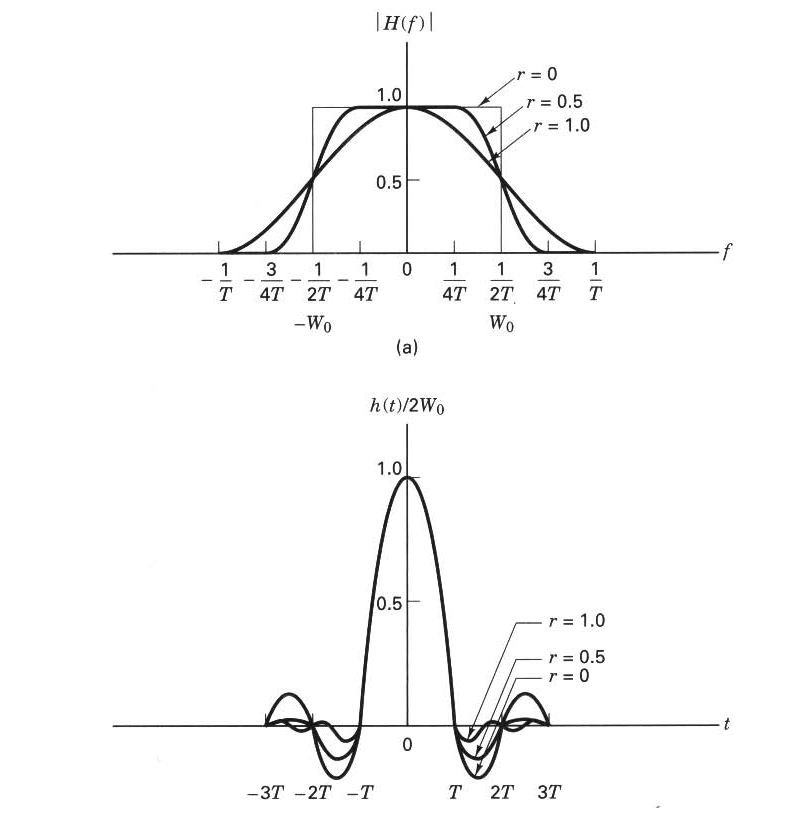 |H(f)|
r = 0
1.0
r = 0.5
r = 1.0
0.5
f
−1/T −3/4T −1/2T −1/4T 0 1/4T 1/2T 3/4T 1/T
−W₀ W₀
(a)
h(t)/2W₀
1.0
0.5
r = 1.0
r = 0.5
r = 0
t
0
−3T −2T −T T 2T 3T